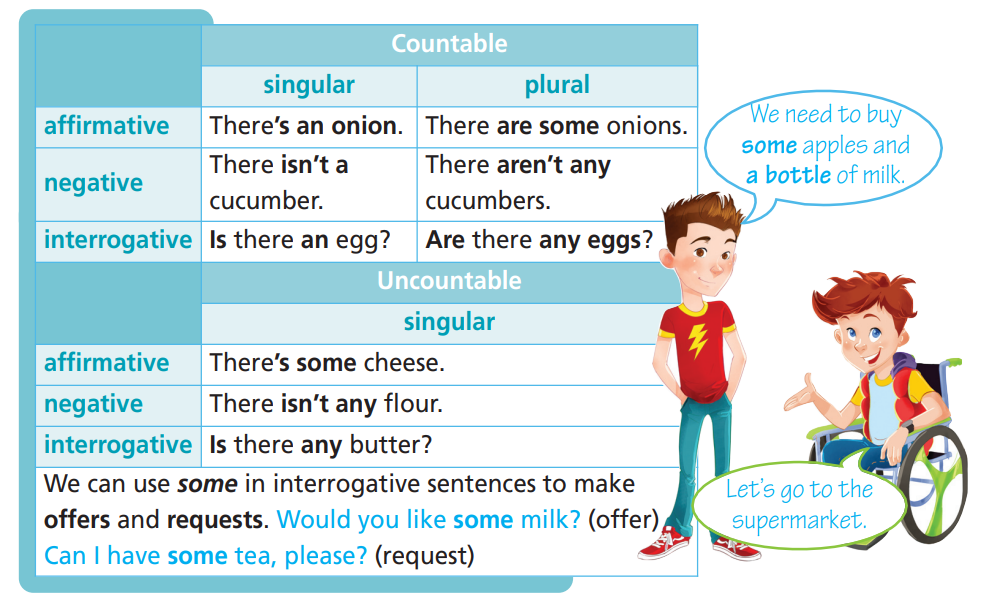 Countable
singular plural
affirmative There's an onion. There are some onions.
negative There isn't a cucumber. There aren't any cucumbers.
interrogative Is there an egg? Are there any eggs?
Uncountable
singular
affirmative There's some cheese.
negative There isn't any flour.
interrogative Is there any butter?
We can use some in interrogative sentences to make
offers and requests. Would you like some milk? (offer)
Can I have some tea, please? (request)
We need to buy
some apples and
a bottle of milk.
Let's go to the
supermarket.